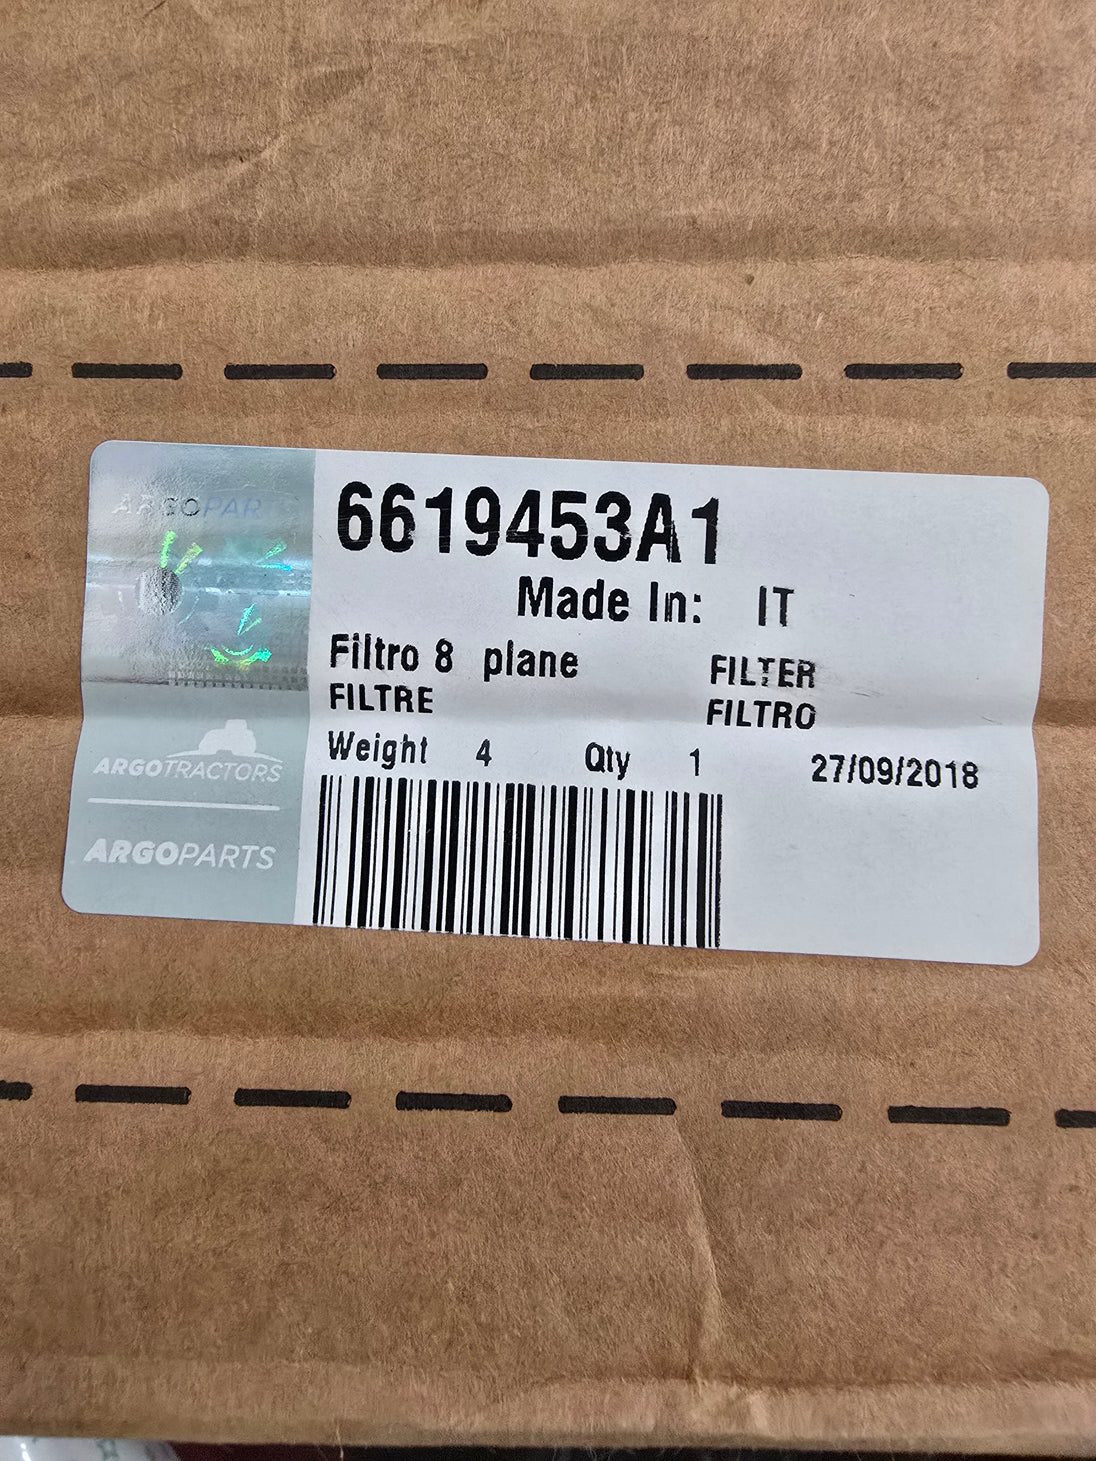 ARGOPAR
6619453A1
Made In: IT
Filtro 8 plane FILTER
FILTRE FILTRO
Weight 4 Qty 1 27/09/2018
ARGOTRACTORS
ARGOPARTS